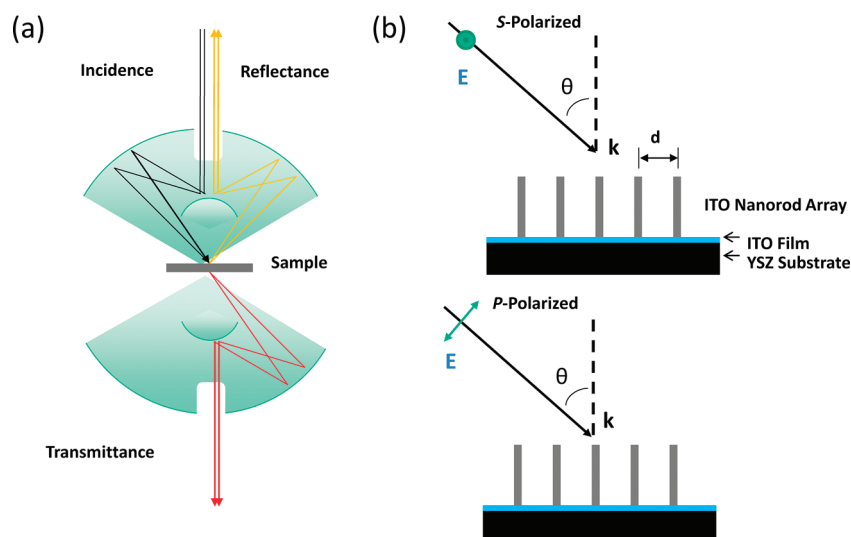 (a)
Incidence
Reflectance
Sample
Transmittance
(b)
S-Polarized
E
θ
k
d
ITO Nanorod Array
ITO Film
YSZ Substrate
P-Polarized
E
θ
k